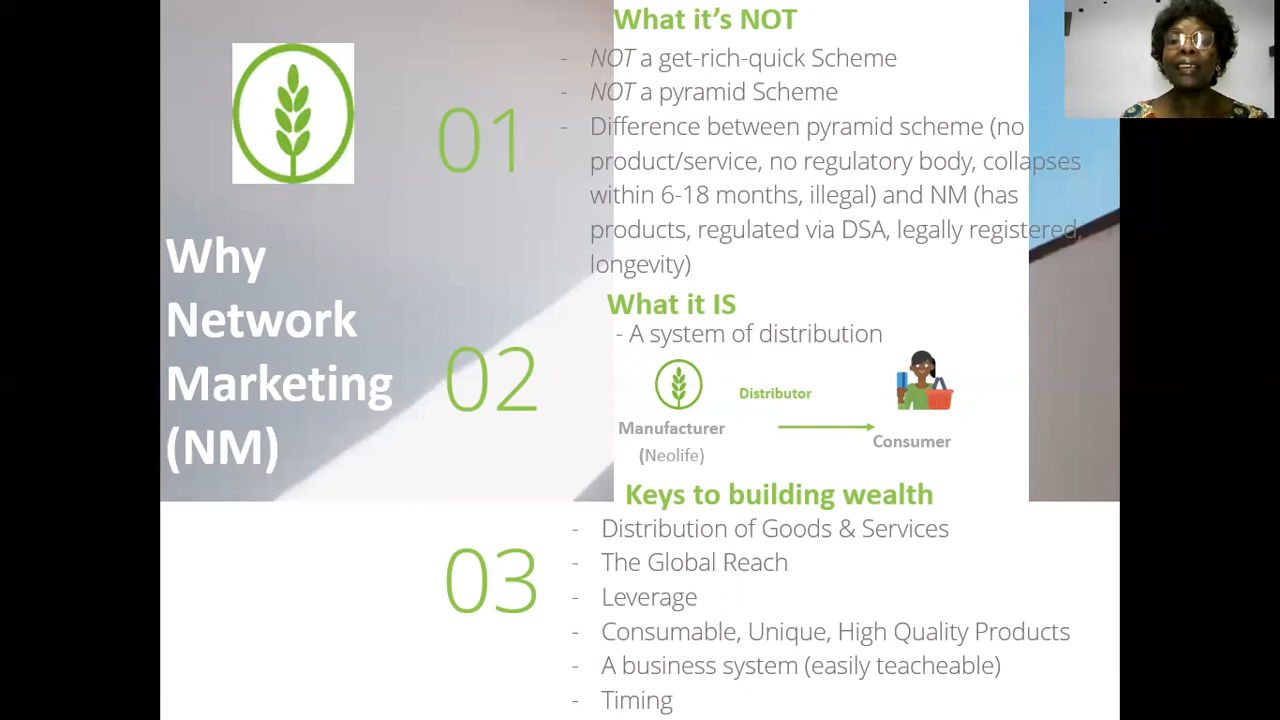 Why
Network
Marketing
(NM)
01
What it's NOT
- NOT a get-rich-quick Scheme
- NOT a pyramid Scheme
- Difference between pyramid scheme (no
product/service, no regulatory body, collapses
within 6-18 months, illegal) and NM (has
products, regulated via DSA, legally registered,
longevity)
02
What it IS
- A system of distribution
Manufacturer
(Neolife)
Distributor
Consumer
03
Keys to building wealth
- Distribution of Goods & Services
- The Global Reach
- Leverage
- Consumable, Unique, High Quality Products
- A business system (easily teacheable)
- Timing